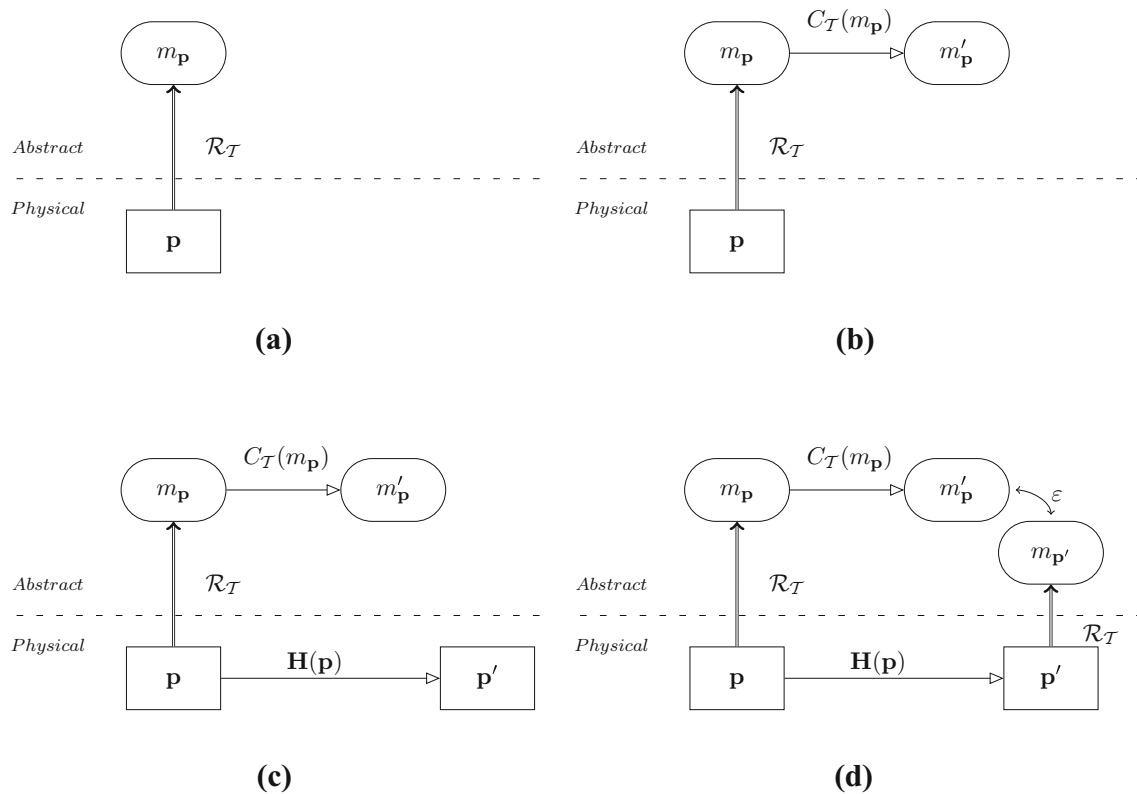 m_p
Abstract
R_T
Physical
p
(a)
C_T(m_p)
m_p
m'_p
Abstract
R_T
Physical
p
(b)
C_T(m_p)
m_p
m'_p
Abstract
R_T
Physical
p
H(p)
p'
(c)
C_T(m_p)
m_p
m'_p
ε
m_p'
Abstract
R_T
Physical
R_T
p
H(p)
p'
(d)